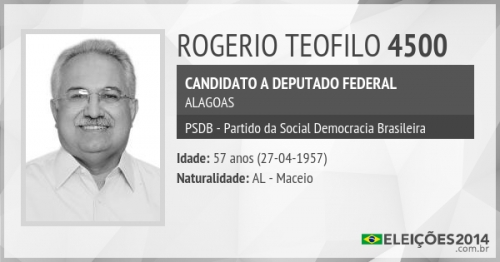 ROGERIO TEOFILO 4500
CANDIDATO A DEPUTADO FEDERAL
ALAGOAS
PSDB - Partido da Social Democracia Brasileira
Idade: 57 anos (27-04-1957)
Naturalidade: AL - Maceio
ELEIÇÕES2014
.com.br